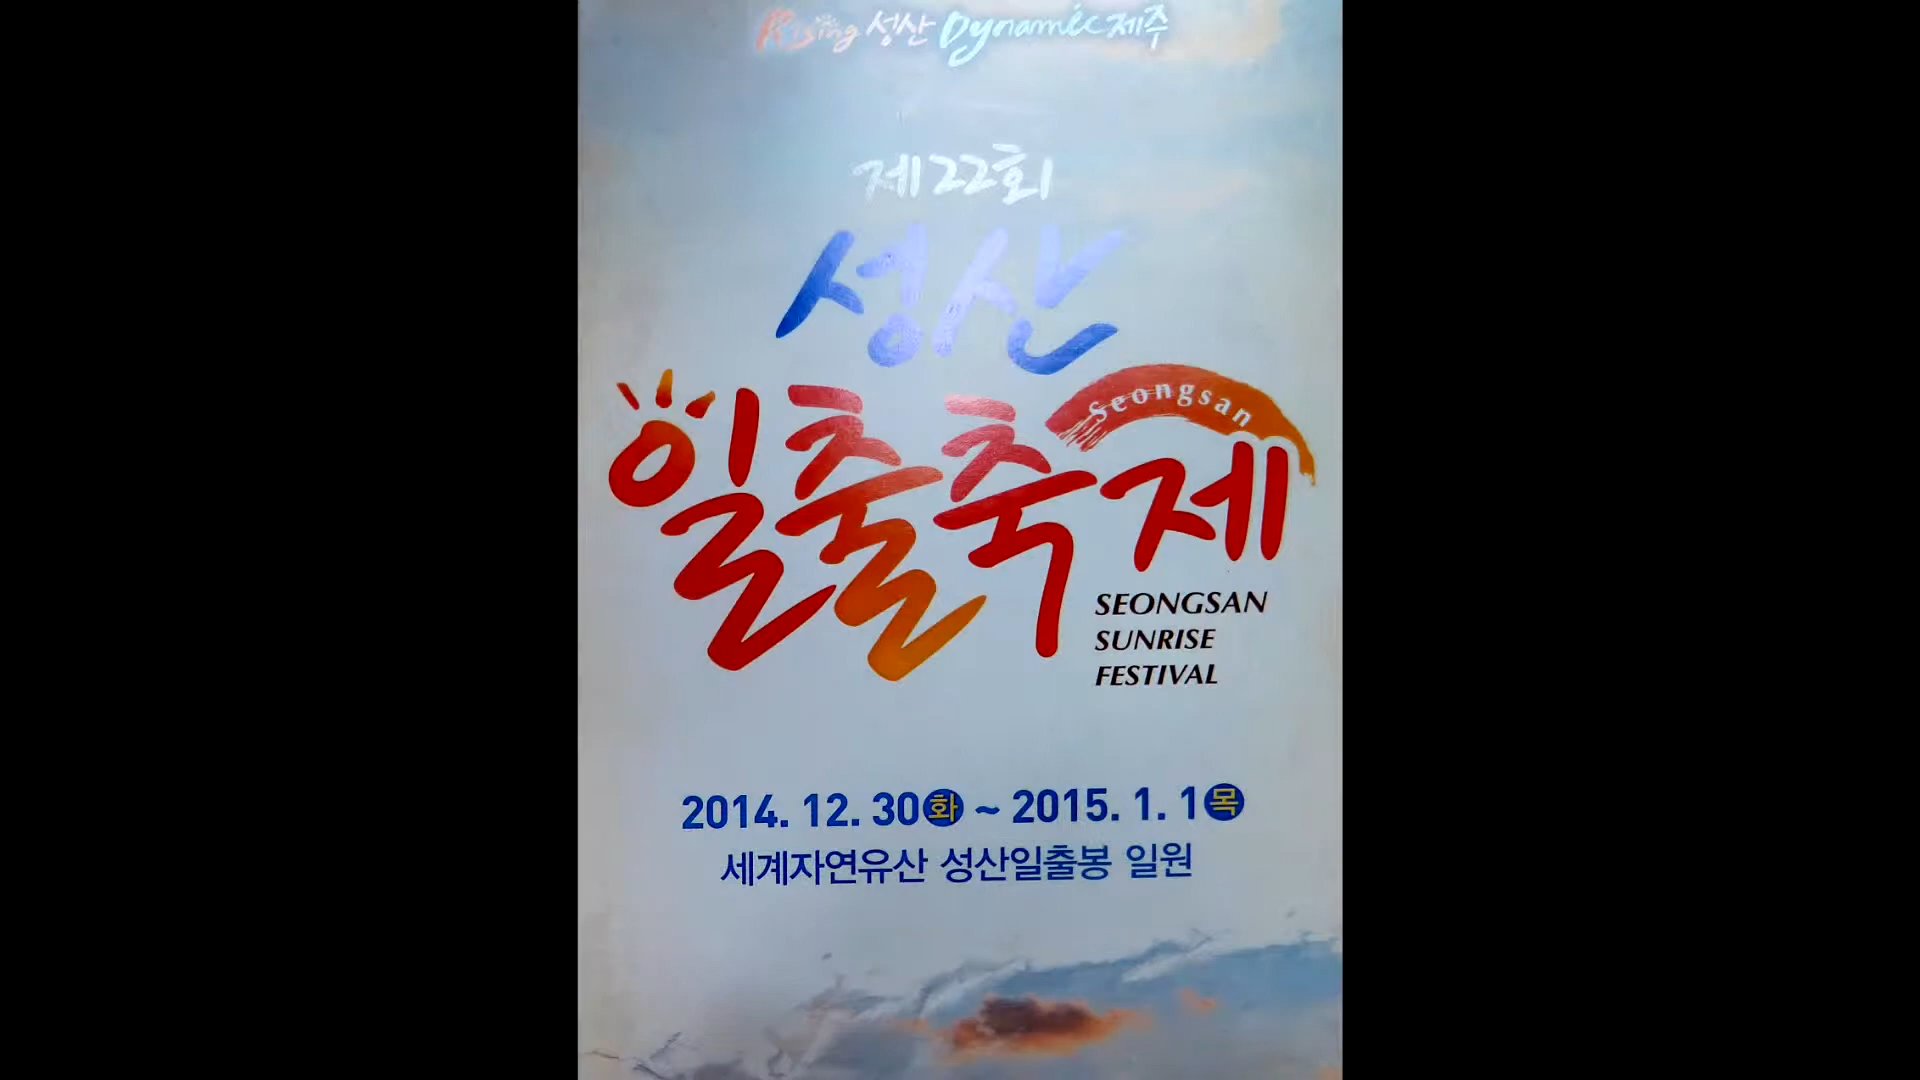 Rising 성산 Dynamic 제주
제22회
성산
일출축제
Seongsan
SEONGSAN
SUNRISE
FESTIVAL
2014. 12. 30화 ~ 2015. 1. 1목
세계자연유산 성산일출봉 일원